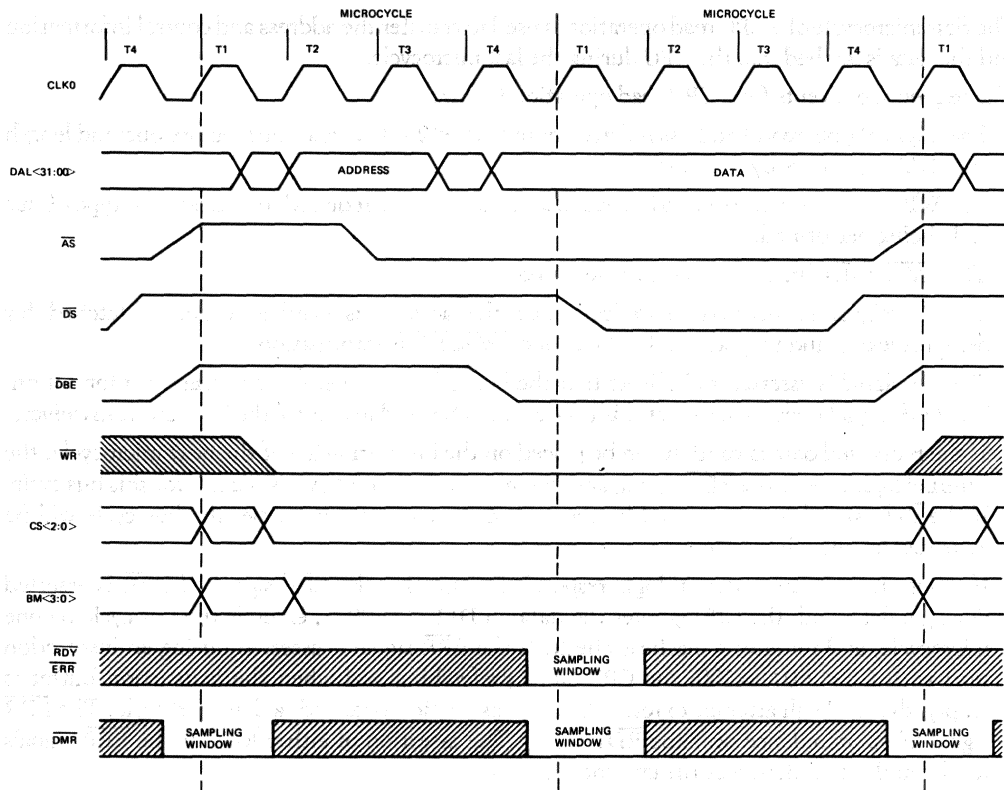 MICROCYCLE MICROCYCLE
T4 T1 T2 T3 T4 T1 T2 T3 T4 T1
CLK0
DAL<31:00> ADDRESS DATA
AS
DS
DBE
WR
CS<2:0>
BM<3:0>
RDY
ERR
SAMPLING WINDOW
DMR
SAMPLING WINDOW SAMPLING WINDOW SAMPLING WINDOW